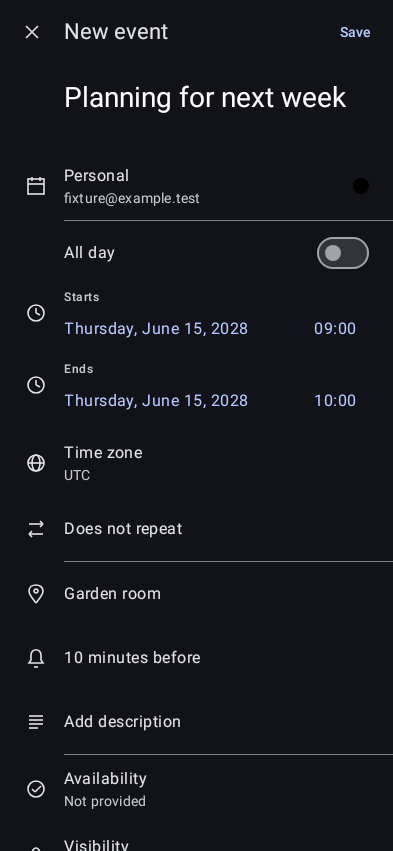 New event
Save
Planning for next week
Personal
fixture@example.test
All day
Starts
Thursday, June 15, 2028 09:00
Ends
Thursday, June 15, 2028 10:00
Time zone
UTC
Does not repeat
Garden room
10 minutes before
Add description
Availability
Not provided
Visibility